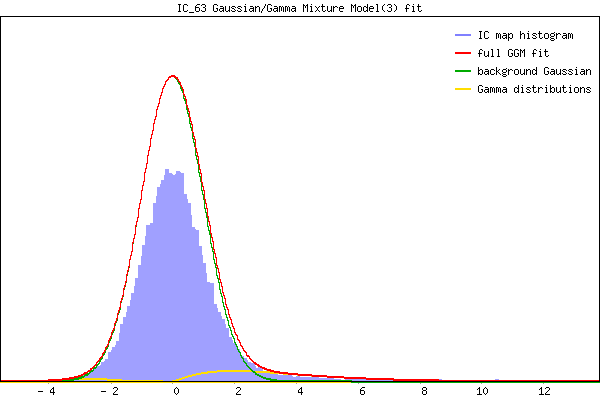 IC_63 Gaussian/Gamma Mixture Model(3) fit
IC map histogram
full GGM fit
background Gaussian
Gamma distributions
-4 -2 0 2 4 6 8 10 12